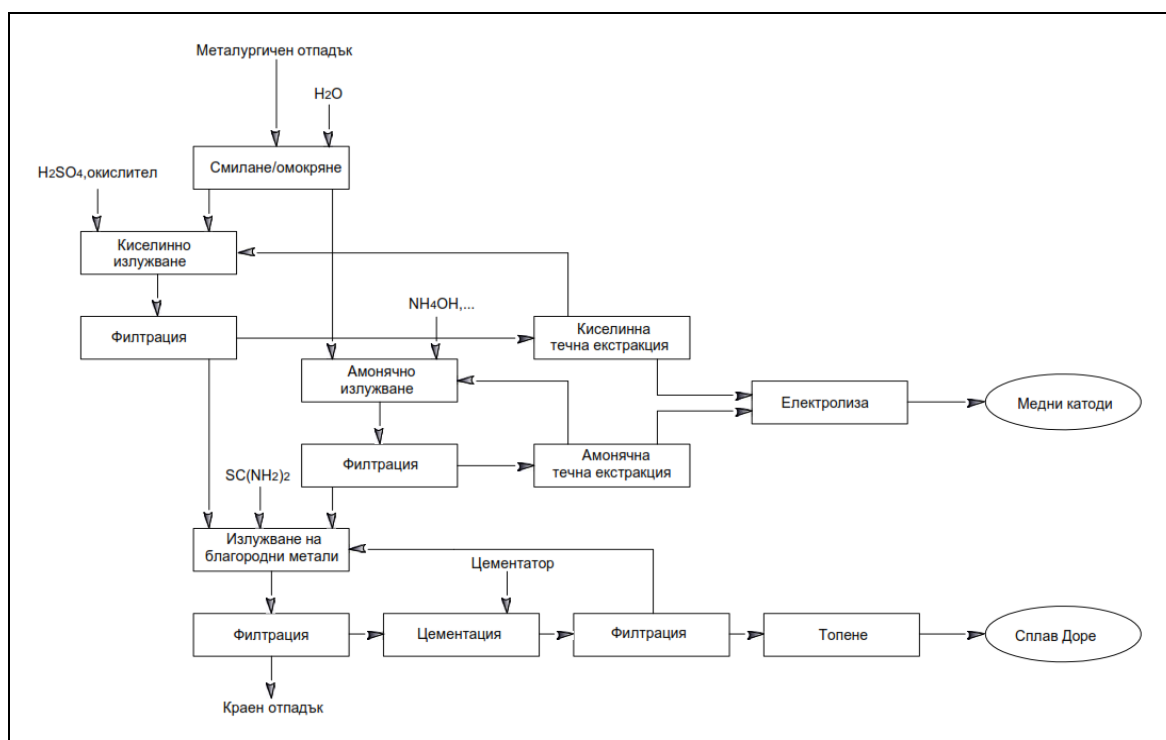 Металургичен отпадък
H2O
Смилане/омокряне
H2SO4,окислител
Киселинно
излужване
NH4OH,...
Филтрация
Киселинна
течна екстракция
Амонячно
излужване
Електролиза
Медни катоди
Филтрация
Амонячна
течна екстракция
SC(NH2)2
Излужване на
благородни метали
Цементатор
Филтрация
Цементация
Филтрация
Топене
Сплав Доре
Краен отпадък